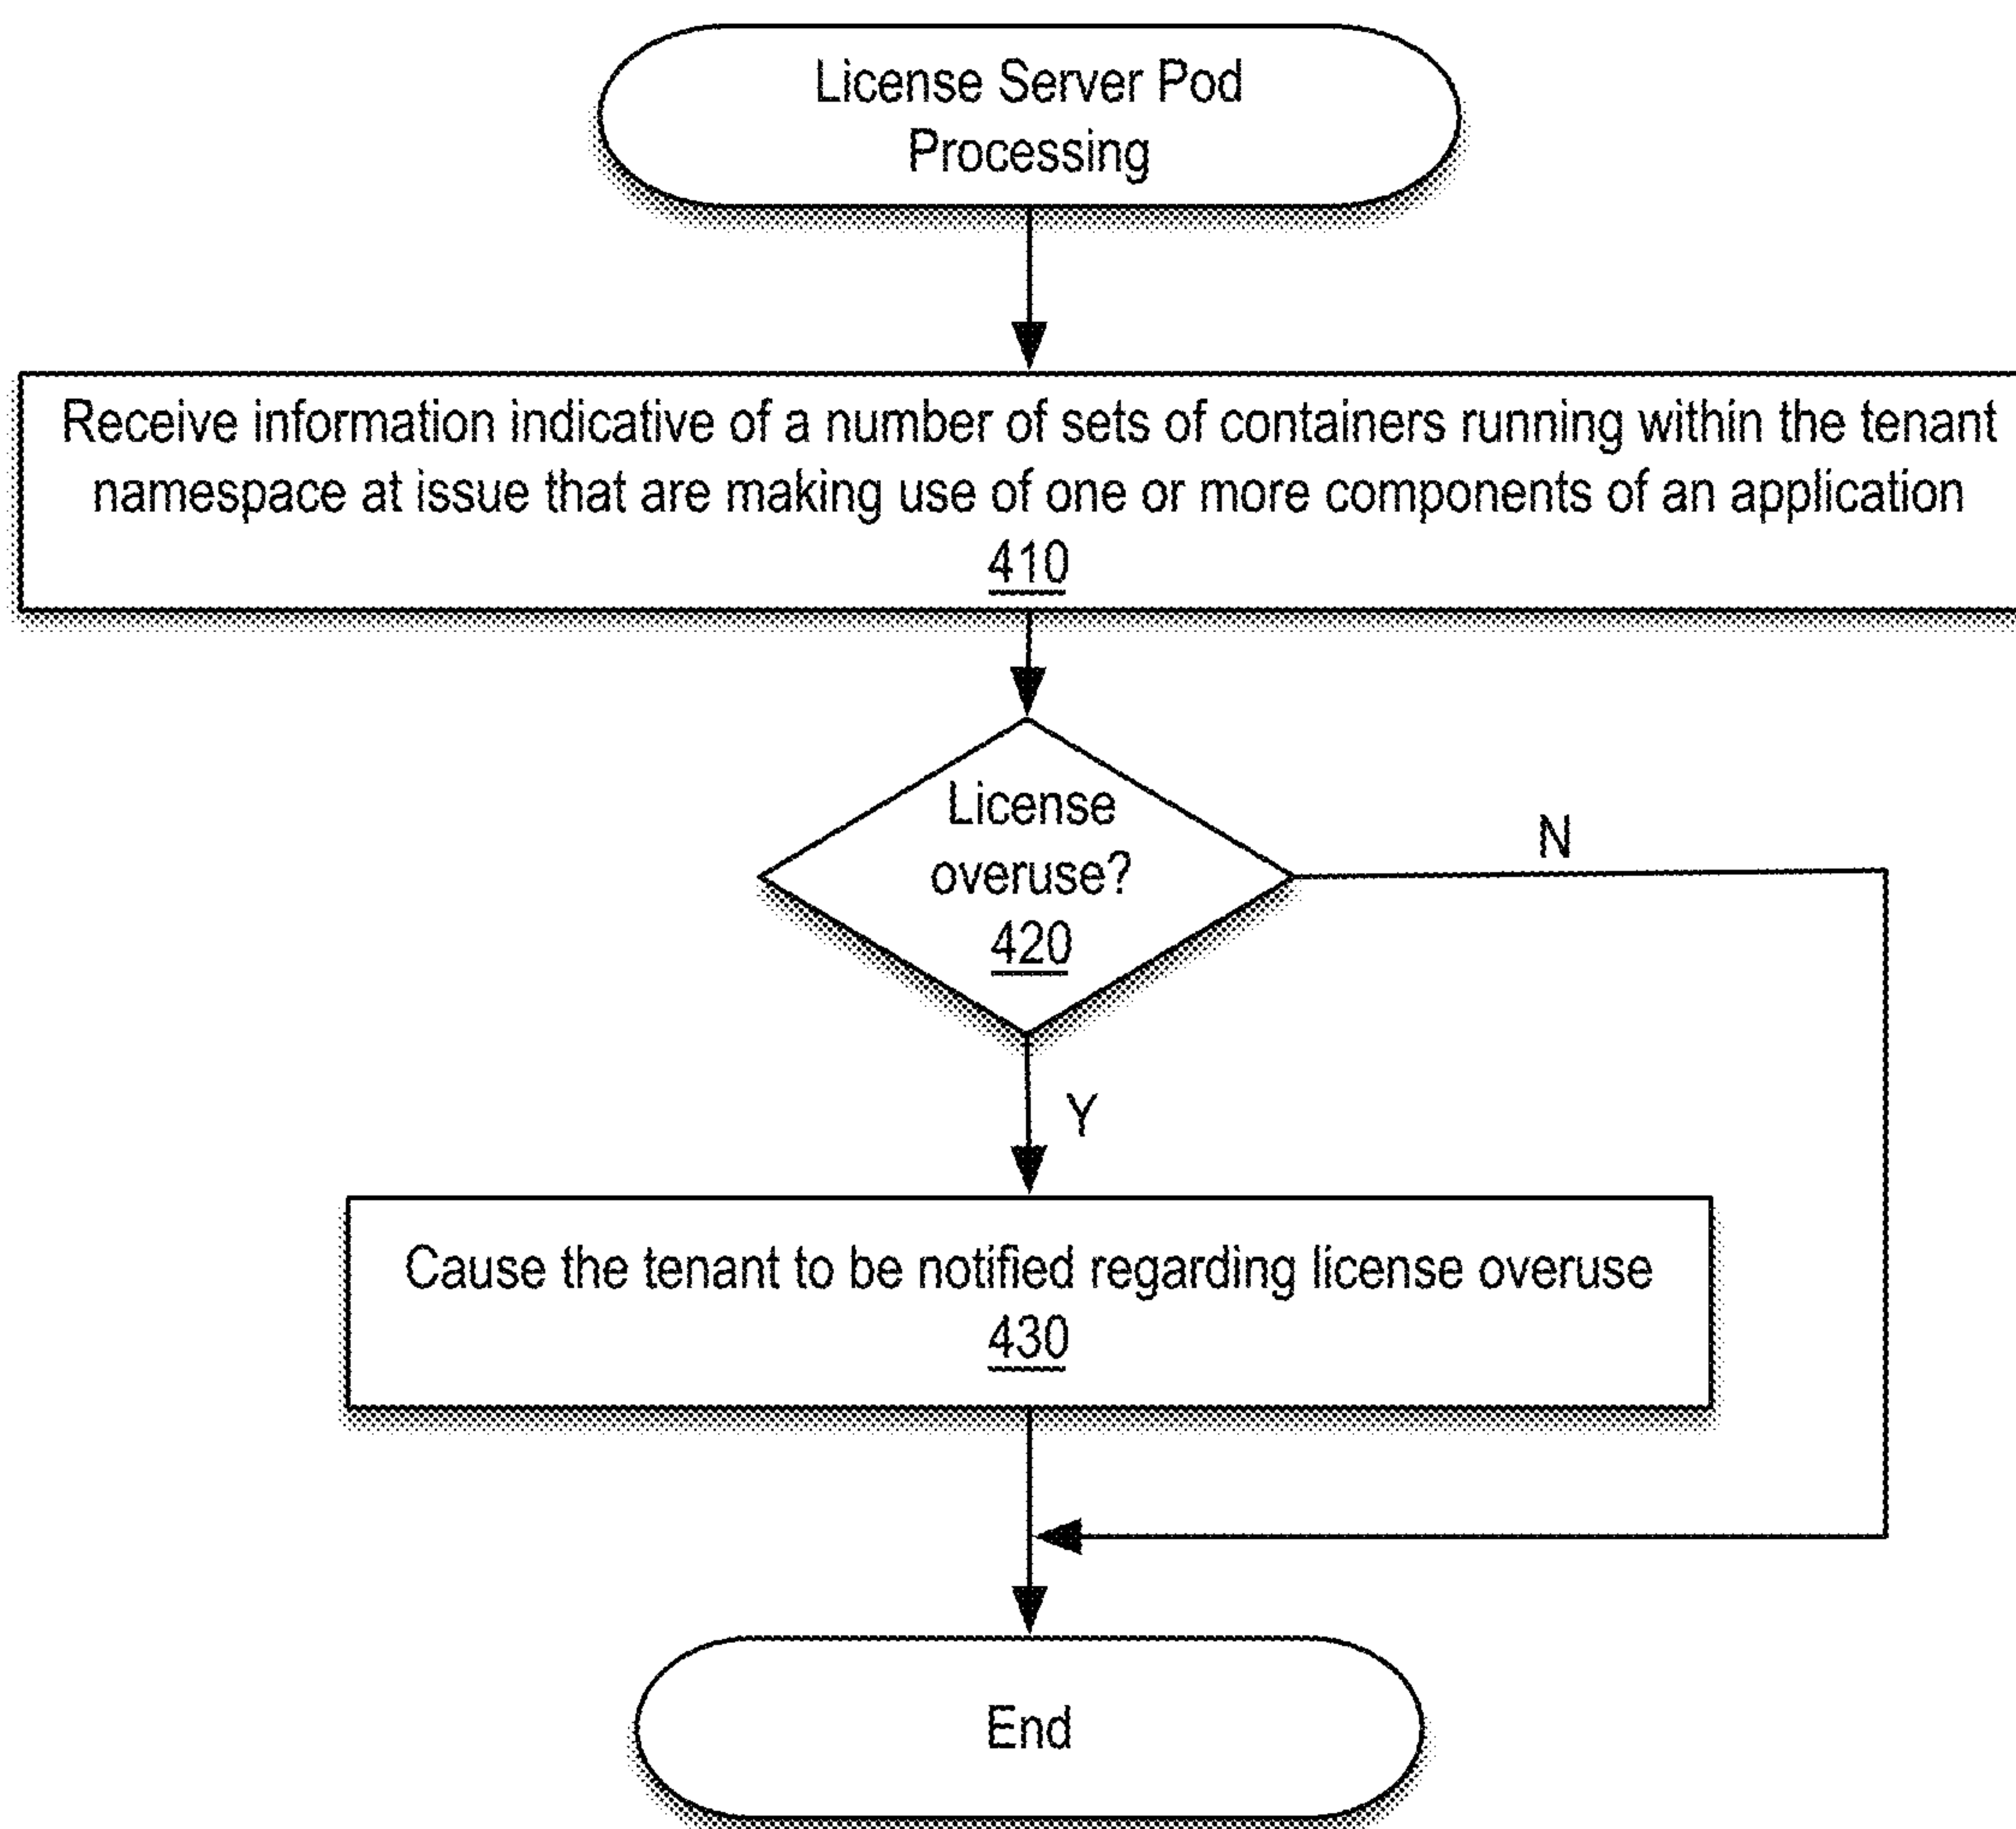 License Server Pod
Processing
Receive information indicative of a number of sets of containers running within the tenant
namespace at issue that are making use of one or more components of an application
410
License
overuse?
420
N
Y
Cause the tenant to be notified regarding license overuse
430
End